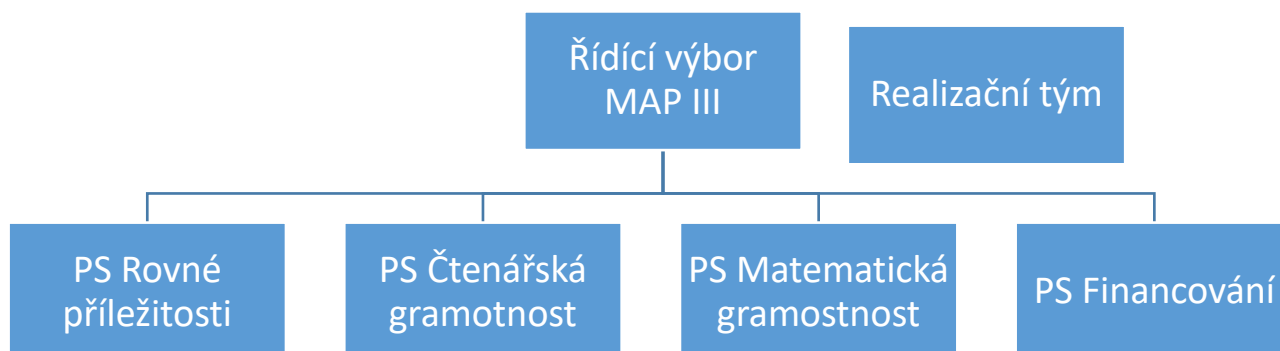 Řídící výbor
MAP III
Realizační tým
PS Rovné
příležitosti
PS Čtenářská
gramotnost
PS Matematická
gramostnost
PS Financování